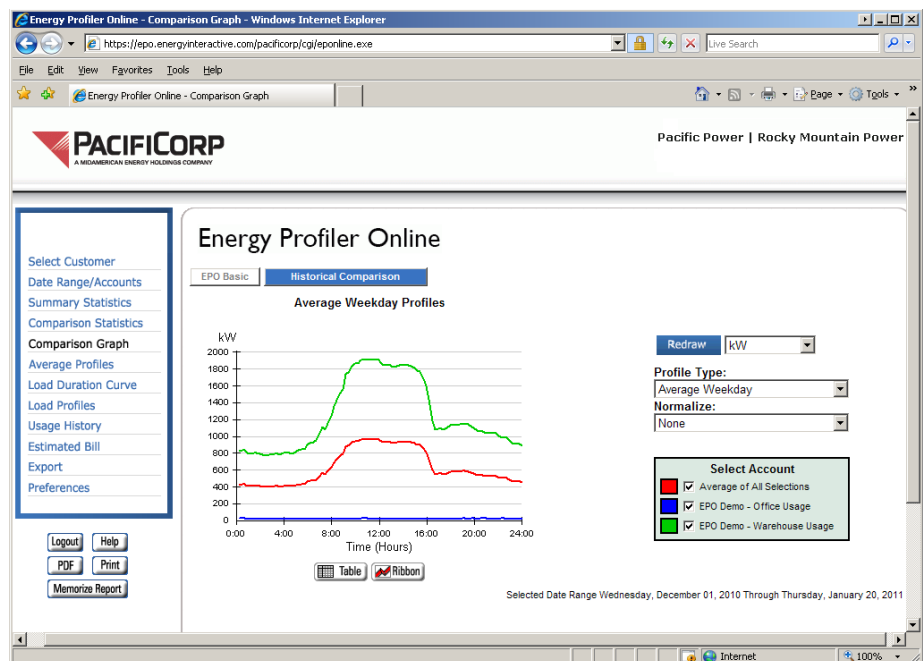 Energy Profiler Online - Comparison Graph - Windows Internet Explorer
https://epo.energyinteractive.com/pacificorp/cgi/eponline.exe
Live Search
File Edit View Favorites Tools Help
Energy Profiler Online - Comparison Graph
Page Tools »
PACIFICORP
A MIDAMERICAN ENERGY HOLDINGS COMPANY
Pacific Power | Rocky Mountain Power
Energy Profiler Online
EPO Basic
Historical Comparison
Select Customer
Date Range/Accounts
Summary Statistics
Comparison Statistics
Comparison Graph
Average Profiles
Load Duration Curve
Load Profiles
Usage History
Estimated Bill
Export
Preferences
Logout Help
PDF Print
Memorize Report
Average Weekday Profiles
kW
2000
1800
1600
1400
1200
1000
800
600
400
200
0
0:00 4:00 8:00 12:00 16:00 20:00 24:00
Time (Hours)
Table Ribbon
Redraw kW
Profile Type:
Average Weekday
Normalize:
None
Select Account
Average of All Selections
EPO Demo - Office Usage
EPO Demo - Warehouse Usage
Selected Date Range Wednesday, December 01, 2010 Through Thursday, January 20, 2011
Internet
100%